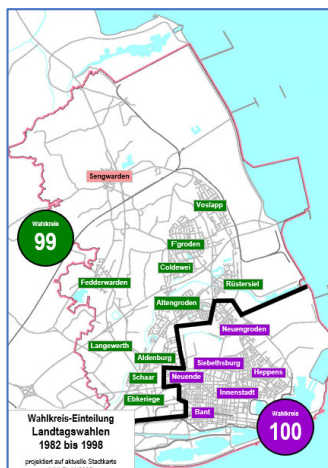 Sengwarden
Voslapp
Wahlkreis
99
F'groden
Coldewei
Fedderwarden
Rüstersiel
Altengroden
Neuengroden
Langewerth
Aldenburg
Siebethsburg
Heppens
Schaar
Neuende
Innenstadt
Ebkeriege
Bant
Wahlkreis-Einteilung
Landtagswahlen
1982 bis 1998
projektiert auf aktuelle Stadtkarte
Wahlkreis
100